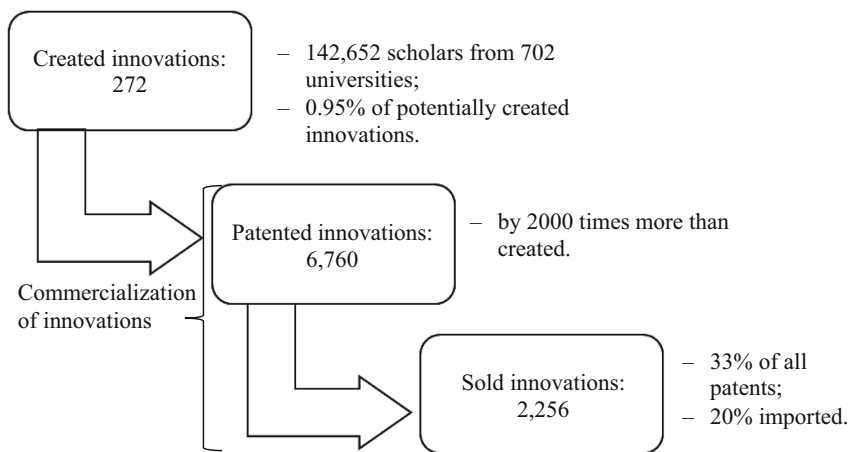 Created innovations:
272
– 142,652 scholars from 702
universities;
– 0.95% of potentially created
innovations.
Patented innovations:
6,760
– by 2000 times more than
created.
Commercialization
of innovations
Sold innovations:
2,256
– 33% of all
patents;
– 20% imported.